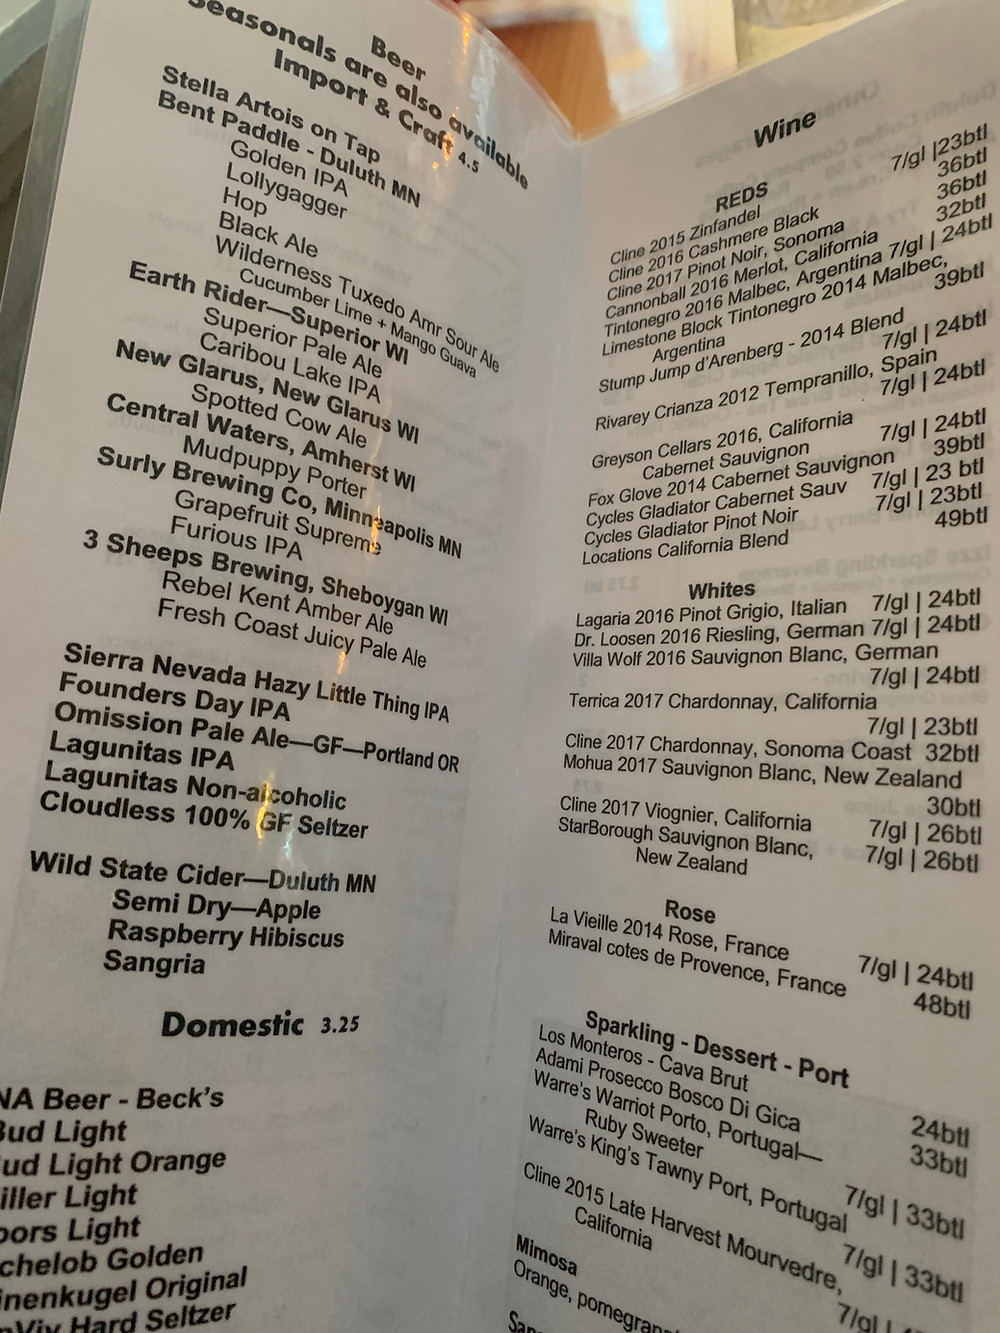 Beer
Seasonals are also available
Import & Craft 4.5
Stella Artois on Tap
Bent Paddle - Duluth MN
Golden IPA
Lollygagger
Hop
Black Ale
Wilderness Tuxedo Amr Sour Ale
Cucumber Lime + Mango Guava
Earth Rider—Superior WI
Superior Pale Ale
Caribou Lake IPA
New Glarus, New Glarus WI
Spotted Cow Ale
Central Waters, Amherst WI
Mudpuppy Porter
Surly Brewing Co, Minneapolis MN
Grapefruit Supreme
Furious IPA
3 Sheeps Brewing, Sheboygan WI
Rebel Kent Amber Ale
Fresh Coast Juicy Pale Ale
Sierra Nevada Hazy Little Thing IPA
Founders Day IPA
Omission Pale Ale—GF—Portland OR
Lagunitas IPA
Lagunitas Non-alcoholic
Cloudless 100% GF Seltzer
Wild State Cider—Duluth MN
Semi Dry—Apple
Raspberry Hibiscus
Sangria
Domestic 3.25
NA Beer - Beck's
Bud Light
ud Light Orange
iller Light
oors Light
chelob Golden
inenkugel Original
Hard Seltzer
Wine
REDS
Cline 2015 Zinfandel 7/gl |23btl
Cline 2016 Cashmere Black 36btl
Cline 2017 Pinot Noir, Sonoma 36btl
Cannonball 2016 Merlot, California 32btl
Tintonegro 2016 Malbec, Argentina 7/gl | 24btl
Limestone Block Tintonegro 2014 Malbec,
Argentina 39btl
Stump Jump d'Arenberg - 2014 Blend
7/gl | 24btl
Rivarey Crianza 2012 Tempranillo, Spain
7/gl | 24btl
Greyson Cellars 2016, California
Cabernet Sauvignon 7/gl | 24btl
Fox Glove 2014 Cabernet Sauvignon 39btl
Cycles Gladiator Cabernet Sauv 7/gl | 23 btl
Cycles Gladiator Pinot Noir 7/gl | 23btl
Locations California Blend 49btl
Whites
Lagaria 2016 Pinot Grigio, Italian 7/gl | 24btl
Dr. Loosen 2016 Riesling, German 7/gl | 24btl
Villa Wolf 2016 Sauvignon Blanc, German
7/gl | 24btl
Terrica 2017 Chardonnay, California
7/gl | 23btl
Cline 2017 Chardonnay, Sonoma Coast 32btl
Mohua 2017 Sauvignon Blanc, New Zealand
30btl
Cline 2017 Viognier, California 7/gl | 26btl
StarBorough Sauvignon Blanc, 7/gl | 26btl
New Zealand
Rose
La Vieille 2014 Rose, France 7/gl | 24btl
Miraval cotes de Provence, France 48btl
Sparkling - Dessert - Port
Los Monteros - Cava Brut 24btl
Adami Prosecco Bosco Di Gica 33btl
Warre's Warriot Porto, Portugal—
Ruby Sweeter 7/gl | 33btl
Warre's King's Tawny Port, Portugal
7/gl | 33btl
Cline 2015 Late Harvest Mourvedre,
California 7/gl |
Mimosa
Orange,